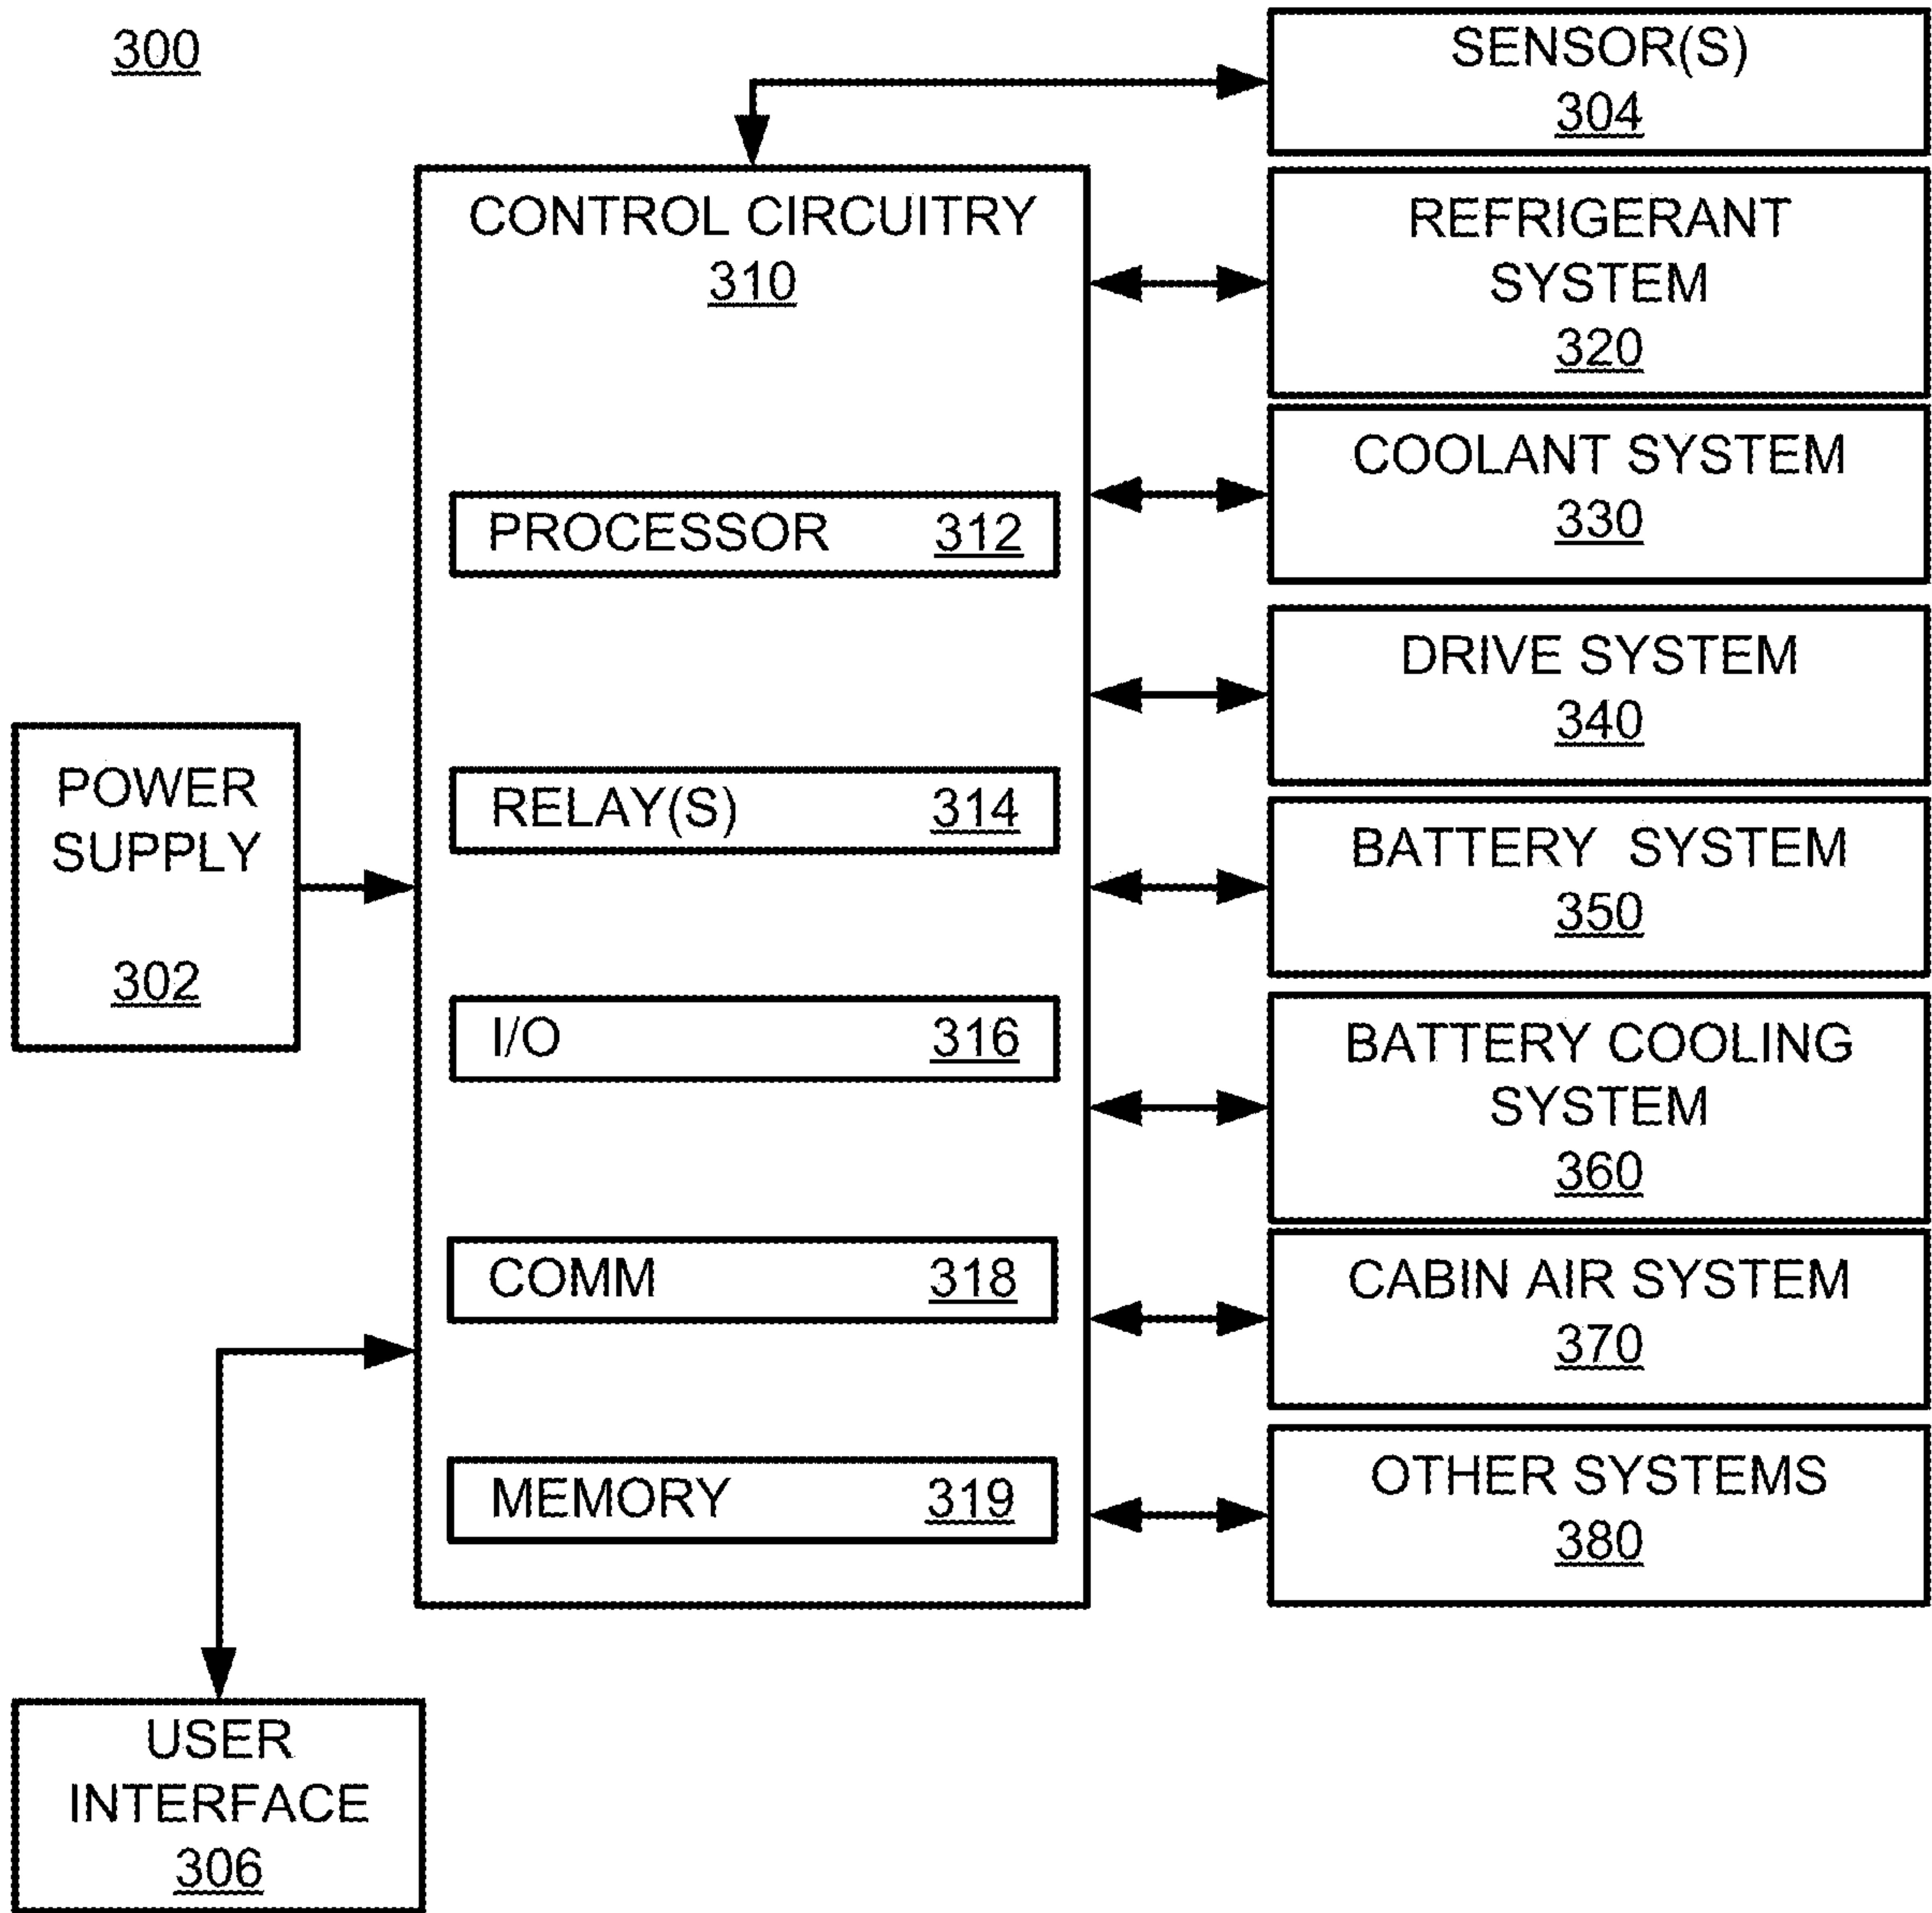 300
SENSOR(S)
304
CONTROL CIRCUITRY
310
PROCESSOR 312
RELAY(S) 314
I/O 316
COMM 318
MEMORY 319
REFRIGERANT
SYSTEM
320
COOLANT SYSTEM
330
DRIVE SYSTEM
340
BATTERY SYSTEM
350
BATTERY COOLING
SYSTEM
360
CABIN AIR SYSTEM
370
OTHER SYSTEMS
380
POWER
SUPPLY
302
USER
INTERFACE
306